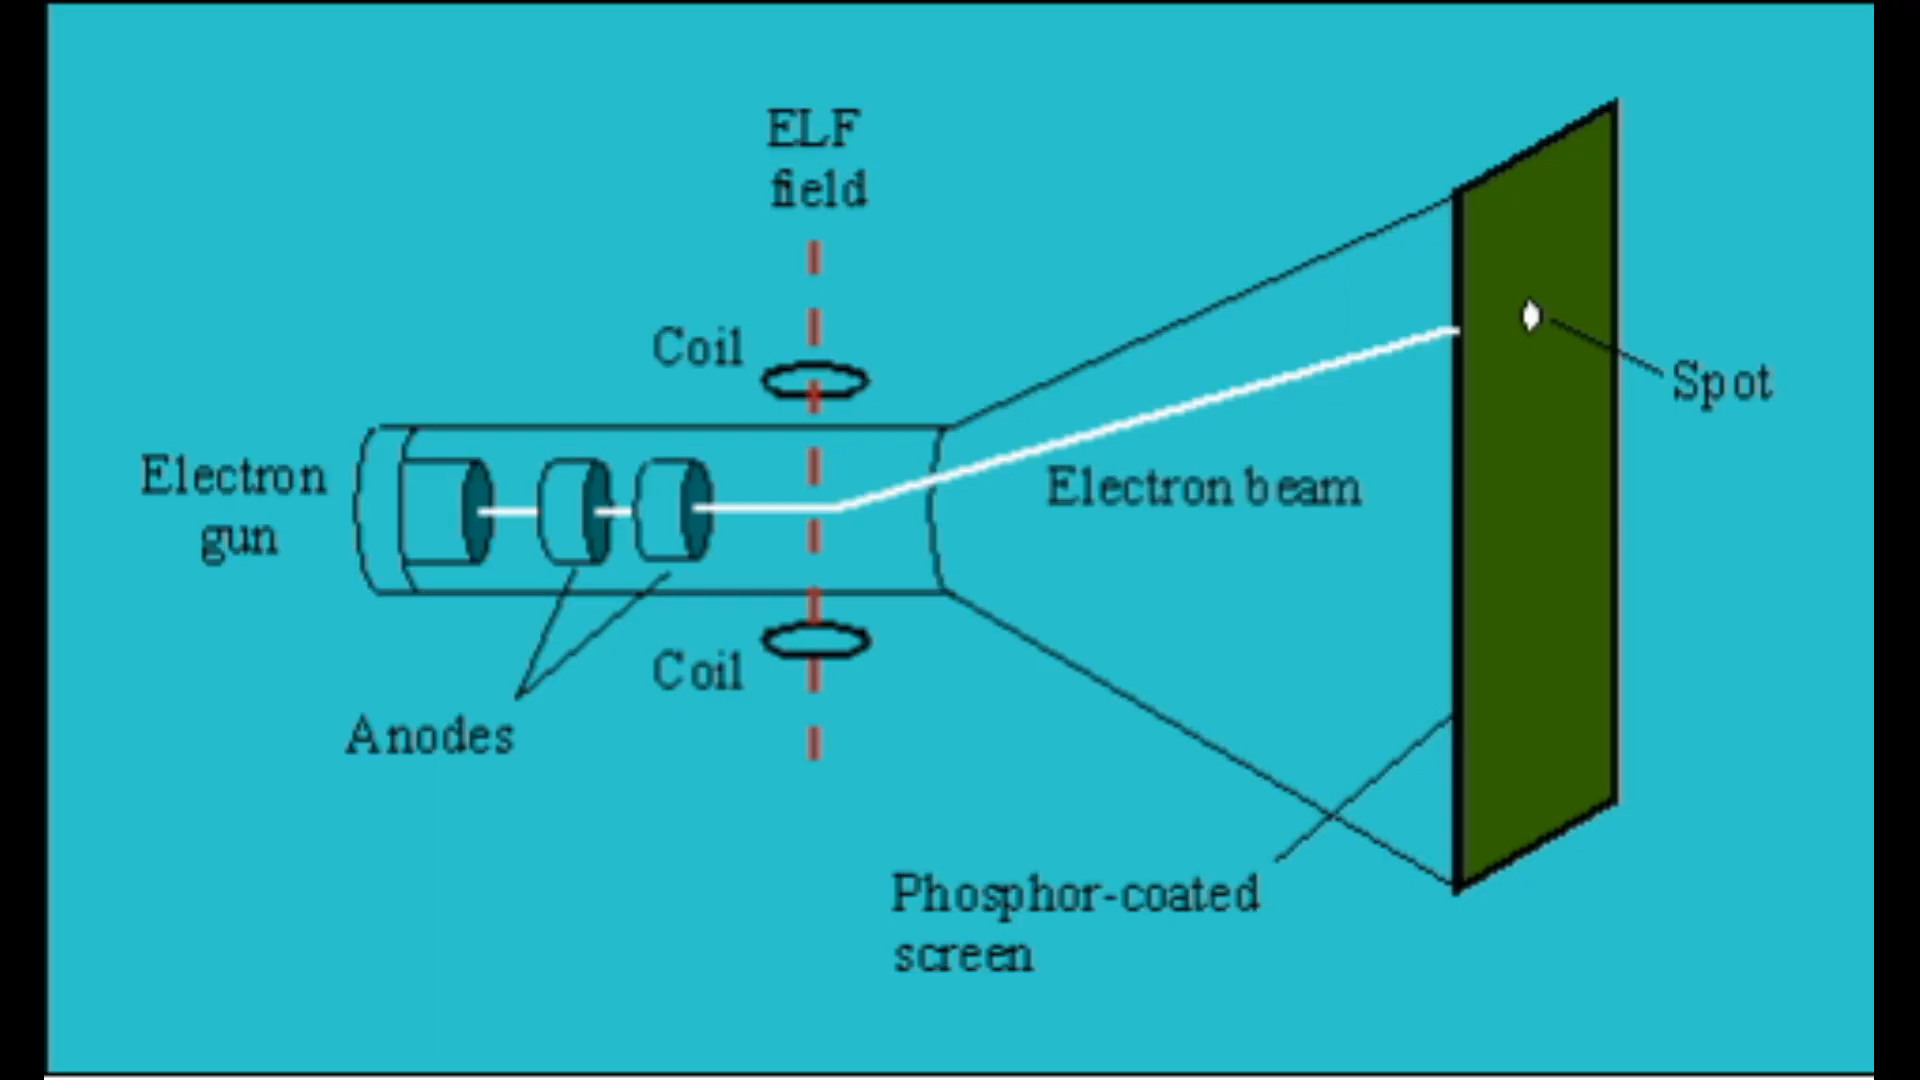 ELF
field
Coil
Electron
gun
Spot
Electron beam
Coil
Anodes
Phosphor-coated
screen